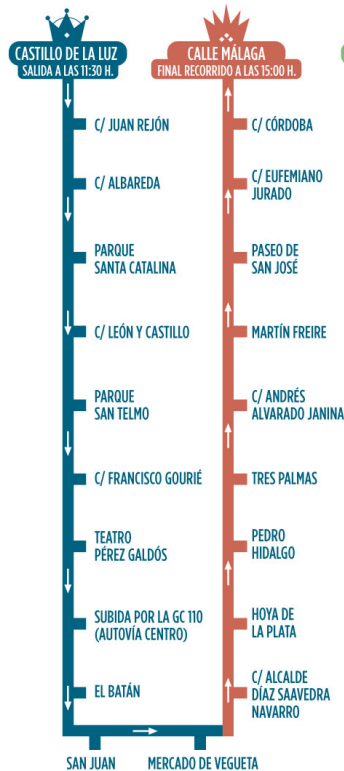 CASTILLO DE LA LUZ
SALIDA A LAS 11:30 H.
C/ JUAN REJÓN
C/ ALBAREDA
PARQUE
SANTA CATALINA
C/ LEÓN Y CASTILLO
PARQUE
SAN TELMO
C/ FRANCISCO GOURIÉ
TEATRO
PÉREZ GALDÓS
SUBIDA POR LA GC 110
(AUTOVÍA CENTRO)
EL BATÁN
SAN JUAN
MERCADO DE VEGUETA
CALLE MÁLAGA
FINAL RECORRIDO A LAS 15:00 H.
C/ CÓRDOBA
C/ EUFEMIANO
JURADO
PASEO DE
SAN JOSÉ
MARTÍN FREIRE
C/ ANDRÉS
ALVARADO JANINA
TRES PALMAS
PEDRO
HIDALGO
HOYA DE
LA PLATA
C/ ALCALDE
DÍAZ SAAVEDRA
NAVARRO